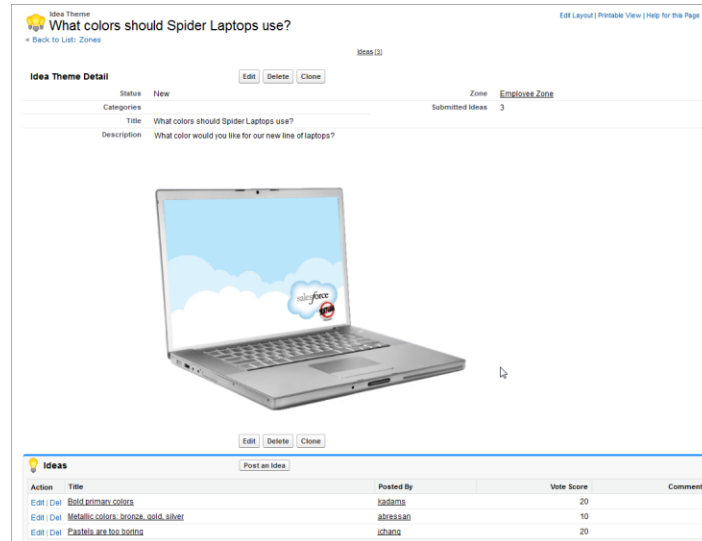 Idea Theme
What colors should Spider Laptops use?
Edit Layout | Printable View | Help for this Page
« Back to List: Zones
Ideas [3]
Idea Theme Detail
Edit Delete Clone
Status New Zone Employee Zone
Categories Submitted Ideas 3
Title What colors should Spider Laptops use?
Description What color would you like for our new line of laptops?
salesforce
Edit Delete Clone
Ideas Post an Idea
Action Title Posted By Vote Score Comment
Edit | Del Bold primary colors kadams 20
Edit | Del Metallic colors: bronze, gold, silver abressan 10
Edit | Del Pastels are too boring jchang 20